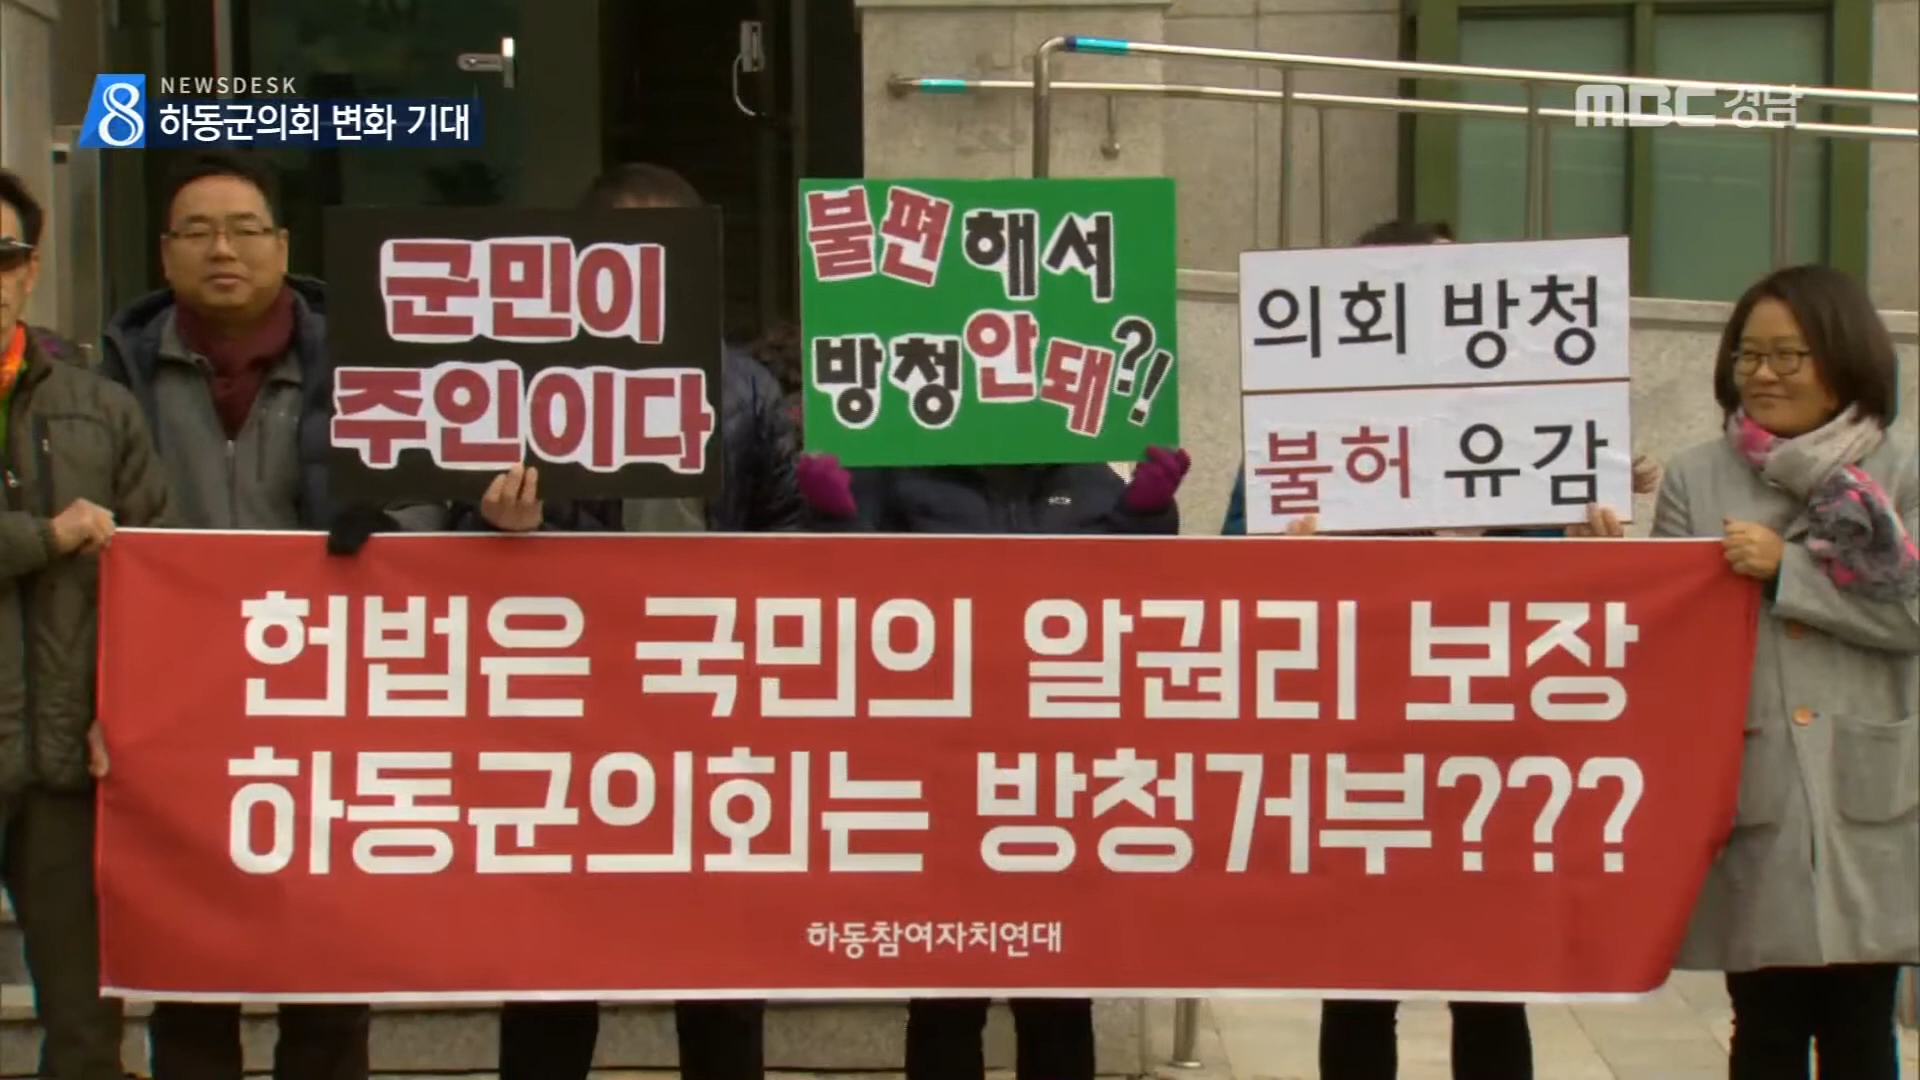 8 NEWSDESK
하동군의회 변화 기대
MBC경남
군민이
주인이다
불편해서
방청안돼?!
의회 방청
불허 유감
헌법은 국민의 알궘리 보장
하동군의회는 방청거부???
하동참여자치연대